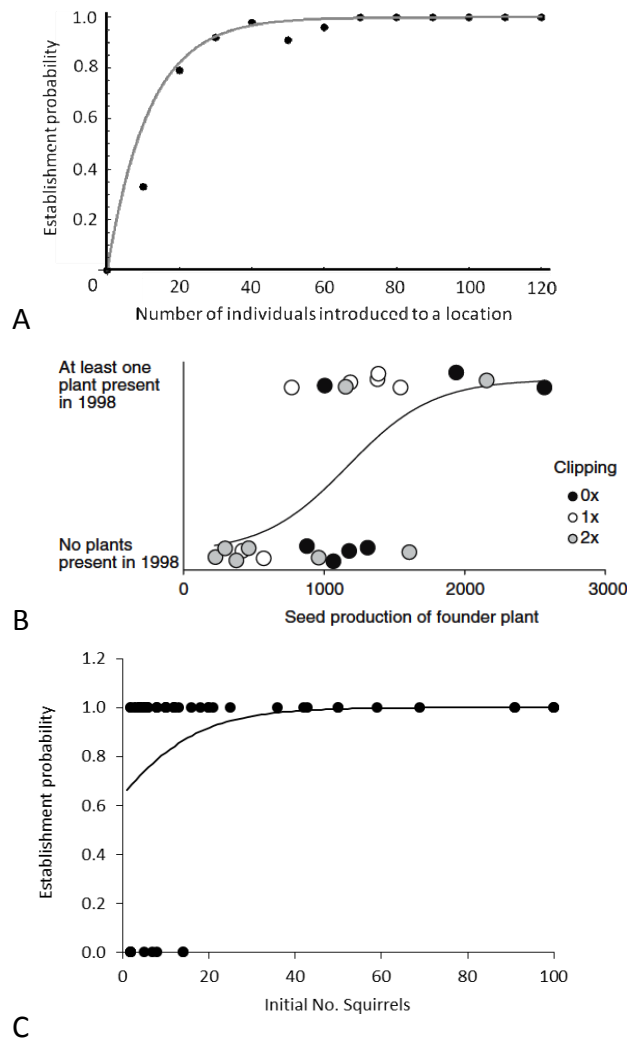 1.0
0.8
0.6
0.4
0.2
0
20
40
60
80
100
120
Establishment probability
Number of individuals introduced to a location
A
At least one
plant present
in 1998
No plants
present in 1998
Clipping
0x
1x
2x
0
1000
2000
3000
Seed production of founder plant
B
1.2
1.0
0.8
0.6
0.4
0.2
0.0
0
20
40
60
80
100
Establishment probability
Initial No. Squirrels
C